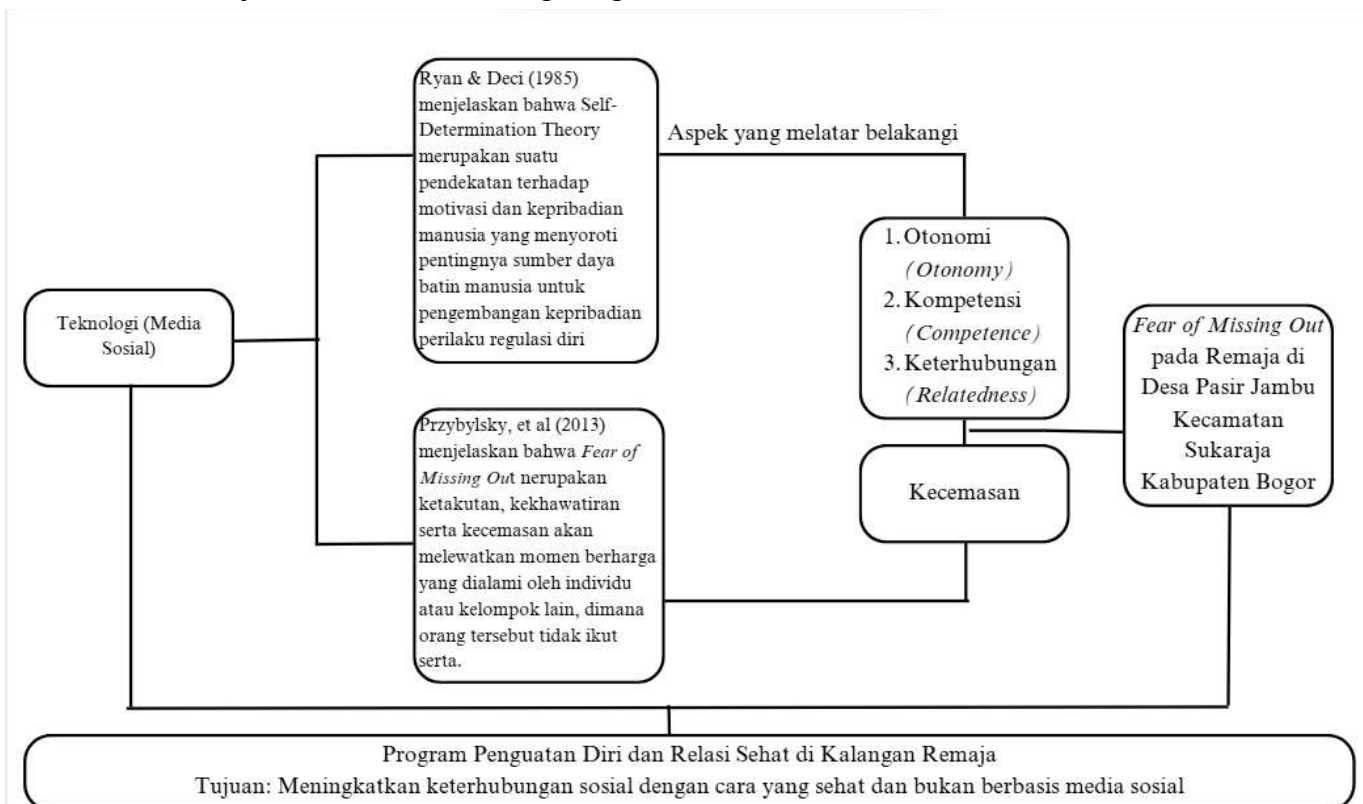 Ryan & Deci (1985)
menjelaskan bahwa Self-
Determination Theory
merupakan suatu
pendekatan terhadap
motivasi dan kepribadian
manusia yang menyoroti
pentingnya sumber daya
batin manusia untuk
pengembangan kepribadian
perilaku regulasi diri
Aspek yang melatar belakangi
1. Otonomi
(Otonomy)
2. Kompetensi
(Competence)
3. Keterhubungan
(Relatedness)
Teknologi (Media
Sosial)
Fear of Missing Out
pada Remaja di
Desa Pasir Jambu
Kecamatan
Sukaraja
Kabupaten Bogor
Przybylsky, et al (2013)
menjelaskan bahwa Fear of
Missing Out nerupakan
ketakutan, kekhawatiran
serta kecemasan akan
melewatkan momen berharga
yang dialami oleh individu
atau kelompok lain, dimana
orang tersebut tidak ikut
serta.
Kecemasan
Program Penguatan Diri dan Relasi Sehat di Kalangan Remaja
Tujuan: Meningkatkan keterhubungan sosial dengan cara yang sehat dan bukan berbasis media sosial